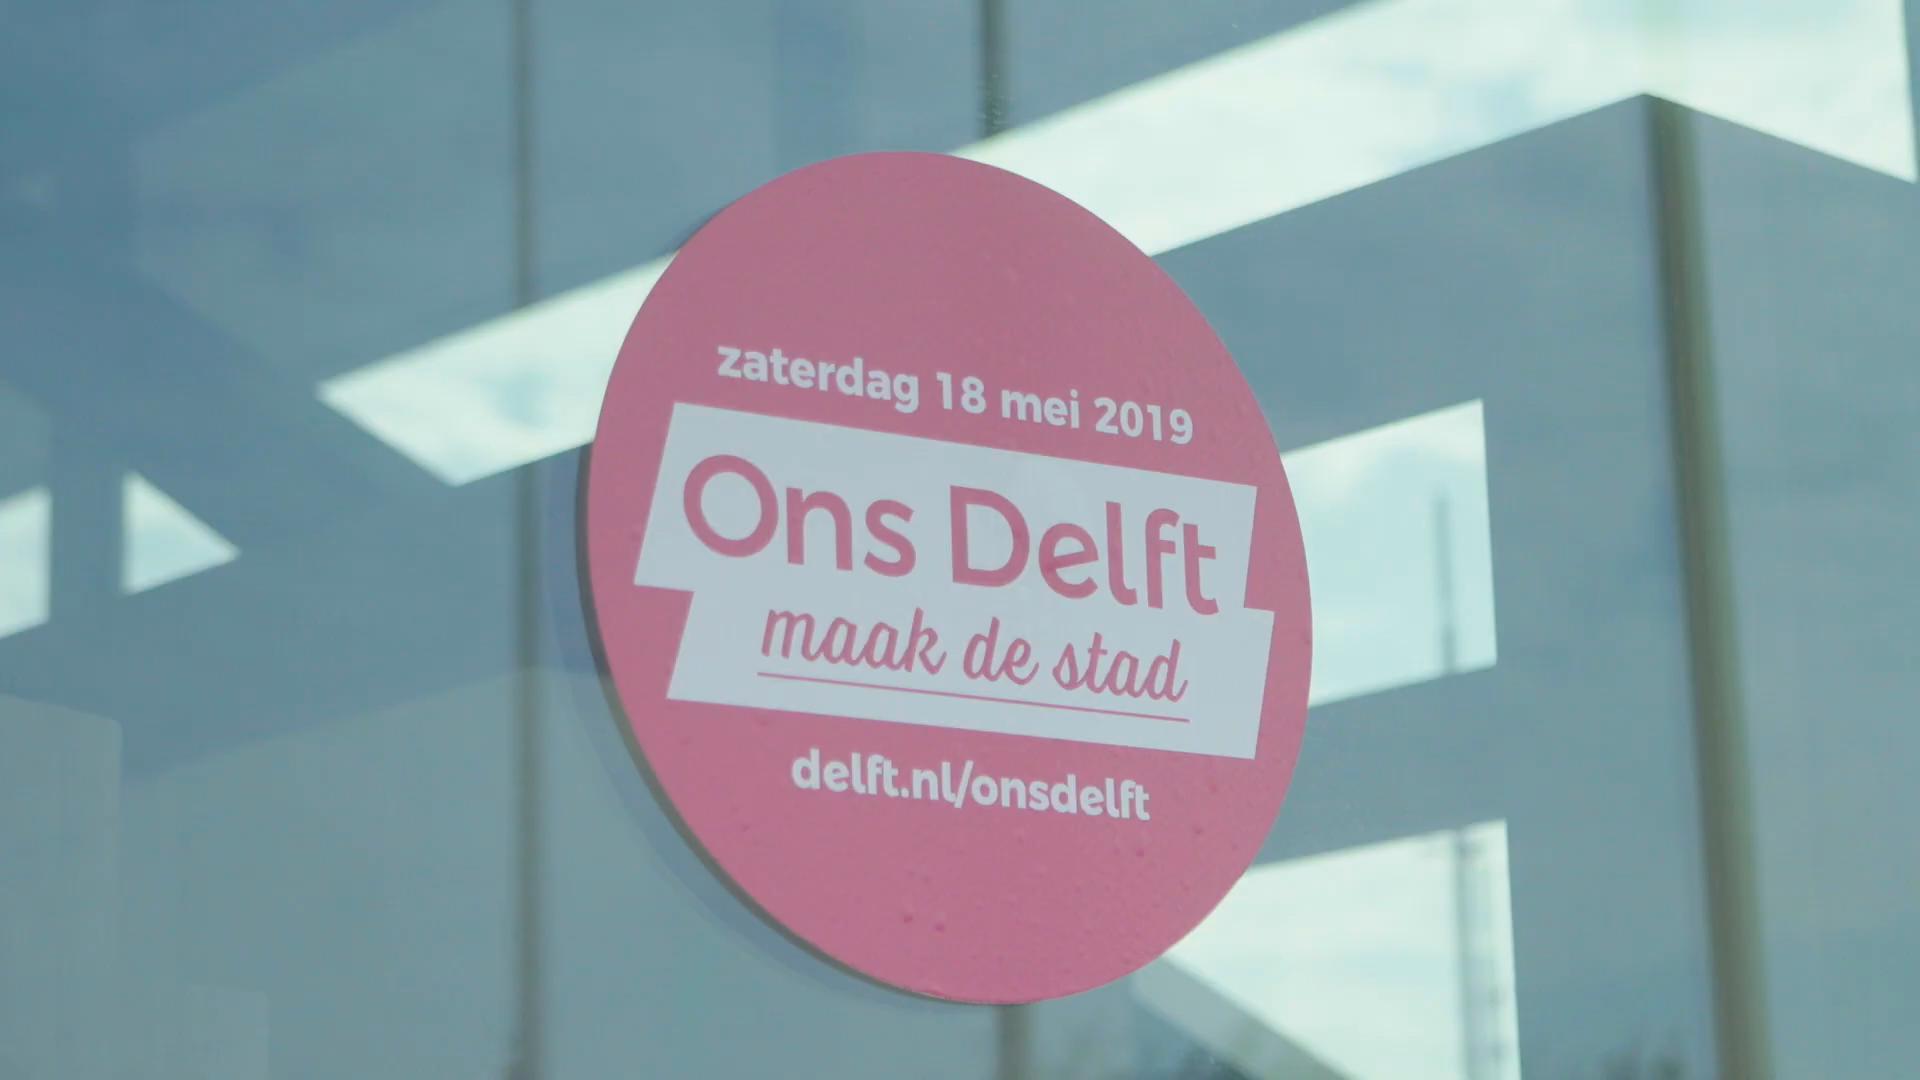 zaterdag 18 mei 2019
Ons Delft
maak de stad
delft.nl/onsdelft